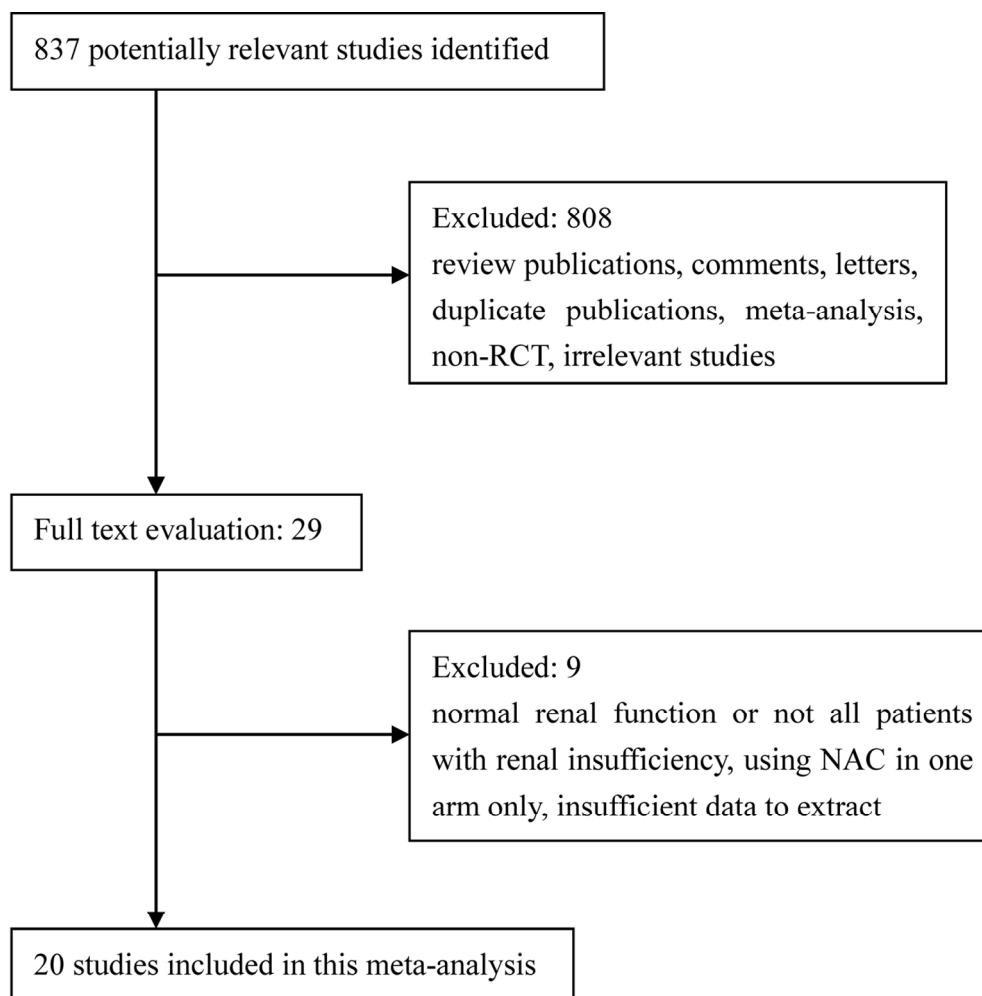 837 potentially relevant studies identified
Excluded: 808
review publications, comments, letters,
duplicate publications, meta-analysis,
non-RCT, irrelevant studies
Full text evaluation: 29
Excluded: 9
normal renal function or not all patients
with renal insufficiency, using NAC in one
arm only, insufficient data to extract
20 studies included in this meta-analysis